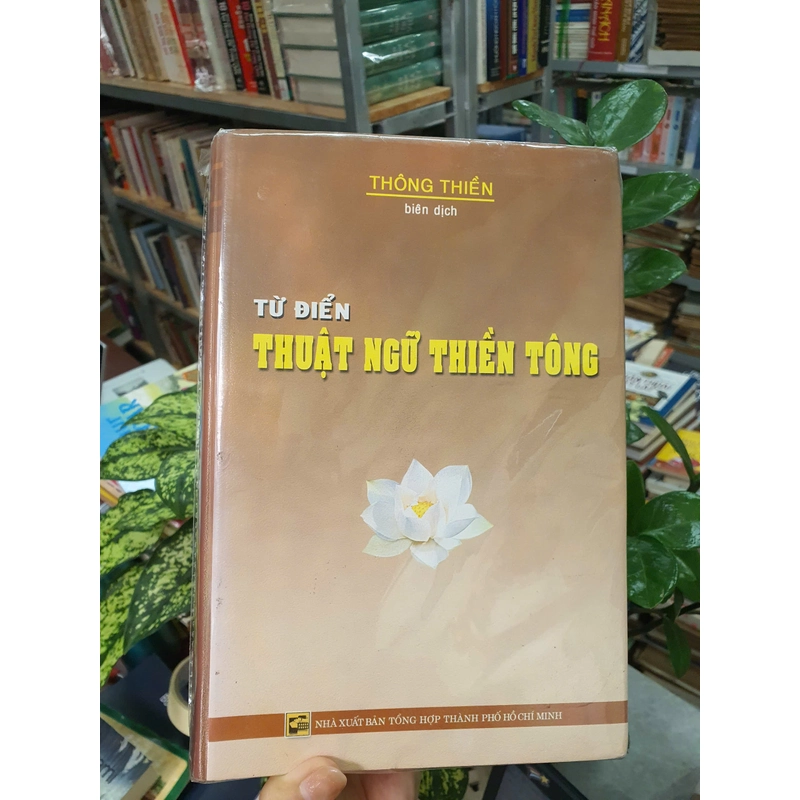 THÔNG THIỀN
biên dịch
TỪ ĐIỂN
THUẬT NGỮ THIỀN TÔNG
NHÀ XUẤT BẢN TỔNG HỢP THÀNH PHỐ HỒ CHÍ MINH